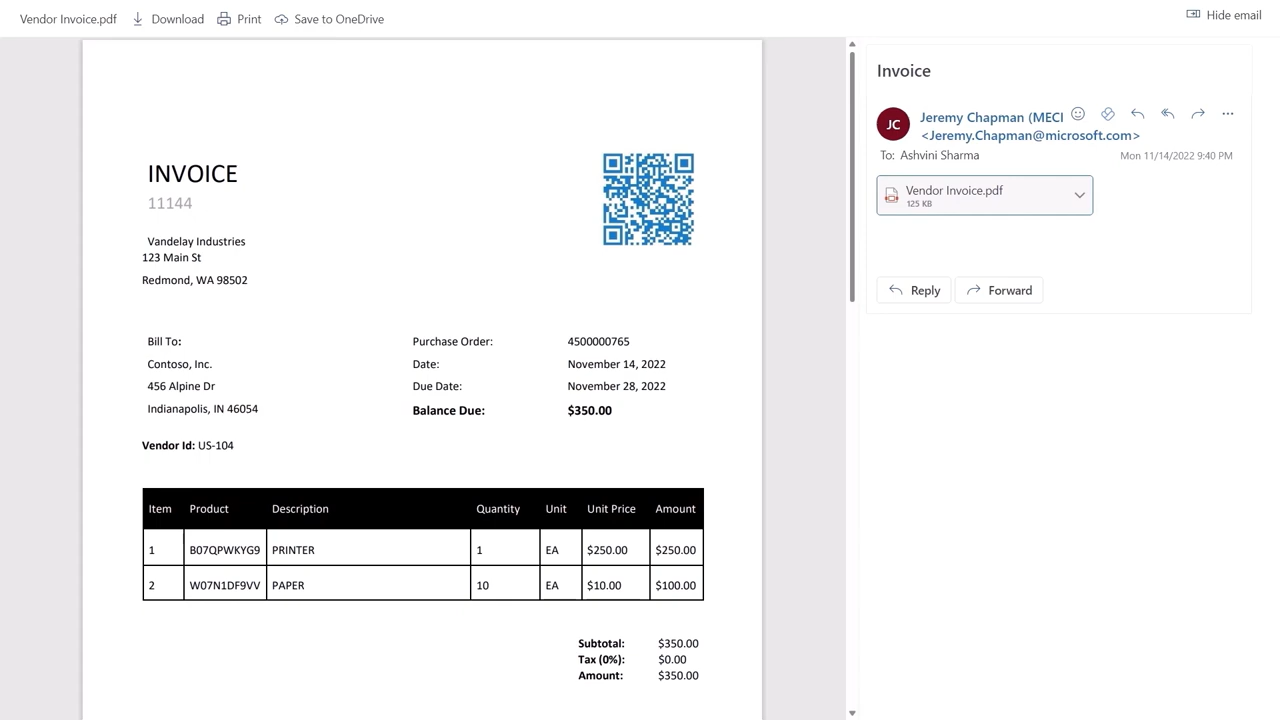 Vendor Invoice.pdf Download Print Save to OneDrive Hide email
INVOICE
11144
Vandelay Industries
123 Main St
Redmond, WA 98502
Bill To: Purchase Order: 4500000765
Contoso, Inc. Date: November 14, 2022
456 Alpine Dr Due Date: November 28, 2022
Indianapolis, IN 46054 Balance Due: $350.00
Vendor Id: US-104
Item Product Description Quantity Unit Unit Price Amount
1 B07QPWKYG9 PRINTER 1 EA $250.00 $250.00
2 W07N1DF9VV PAPER 10 EA $10.00 $100.00
Subtotal: $350.00
Tax (0%): $0.00
Amount: $350.00
Invoice
JC
Jeremy Chapman (MECI
<Jeremy.Chapman@microsoft.com>
To: Ashvini Sharma Mon 11/14/2022 9:40 PM
Vendor Invoice.pdf
125 KB
Reply Forward